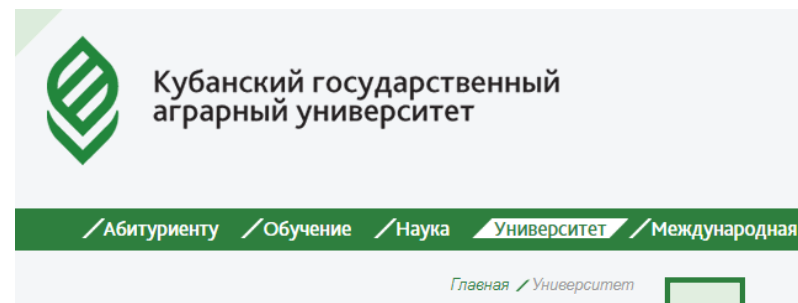 Кубанский государственный
аграрный университет
Абитуриенту Обучение Наука Университет Международная
Главная / Университет